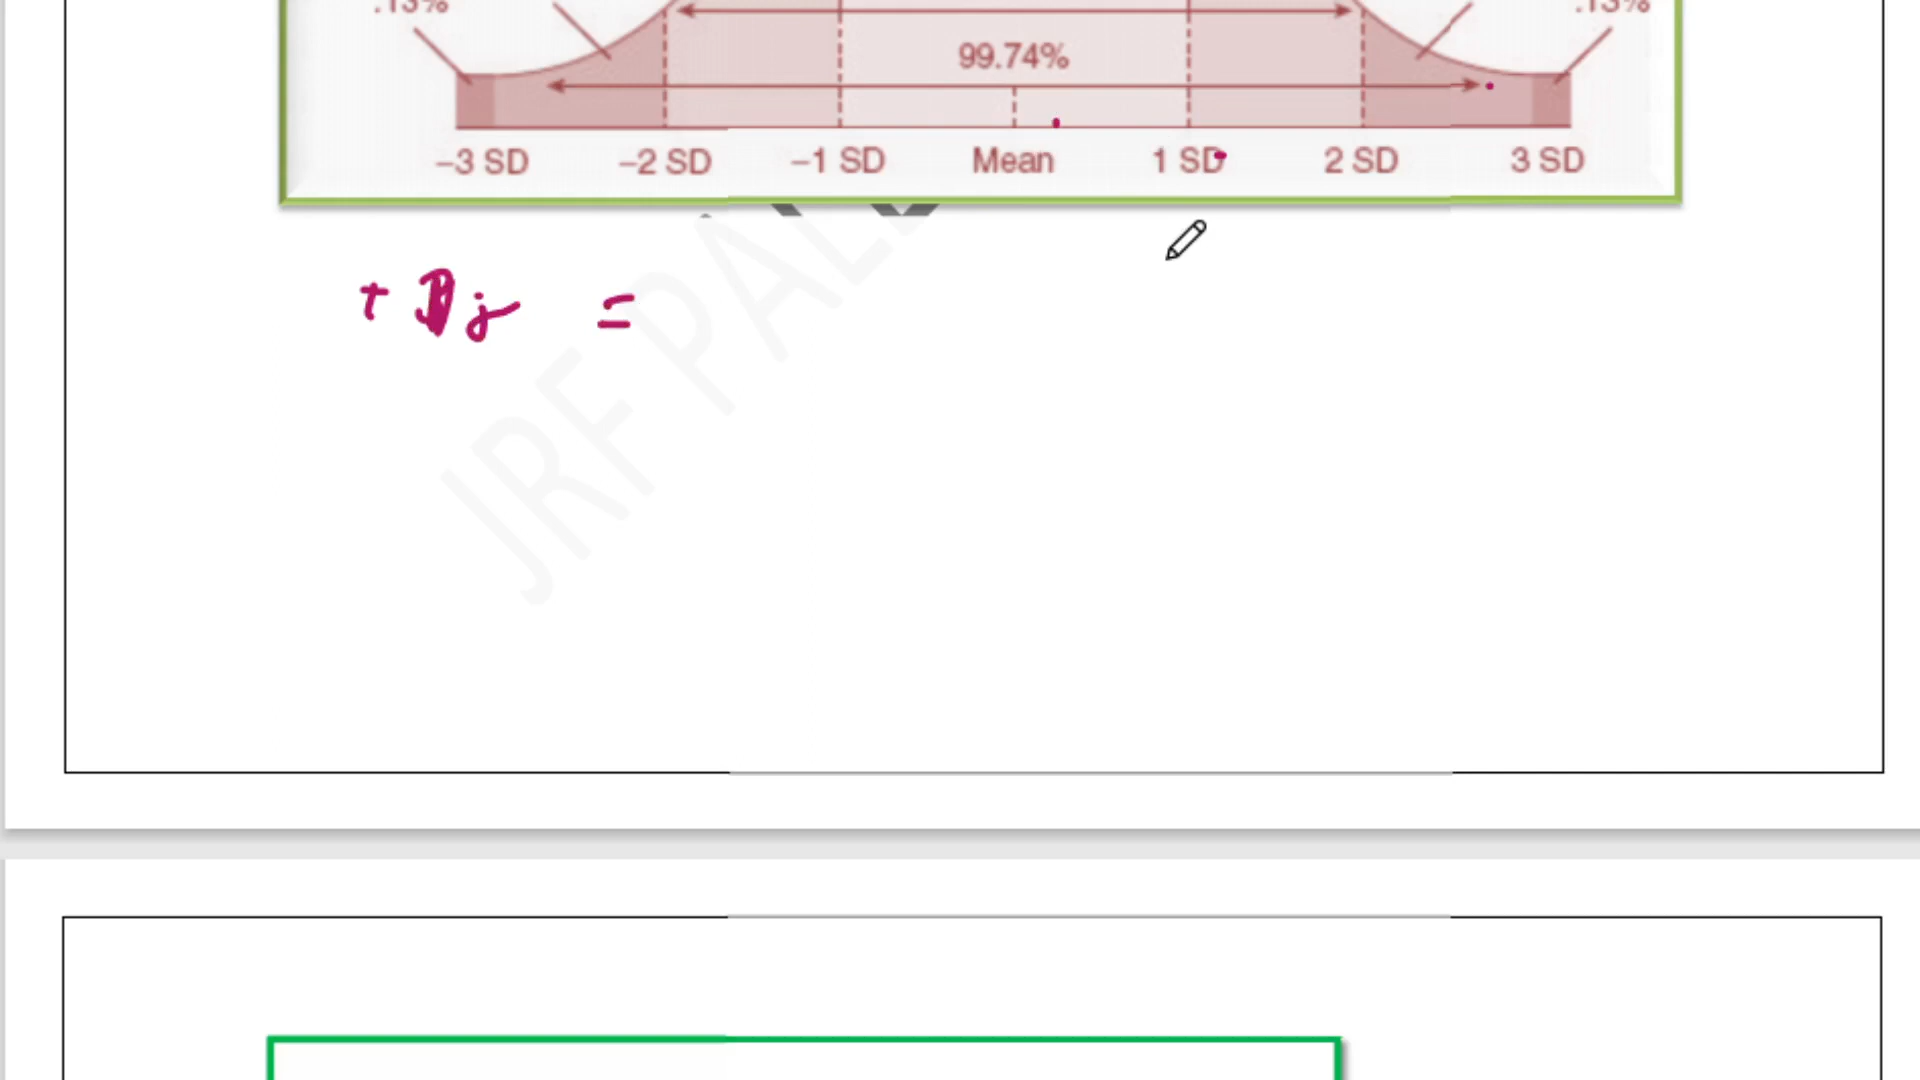 .13% .13%
99.74%
–3 SD –2 SD –1 SD Mean 1 SD 2 SD 3 SD
=
JRF PAL